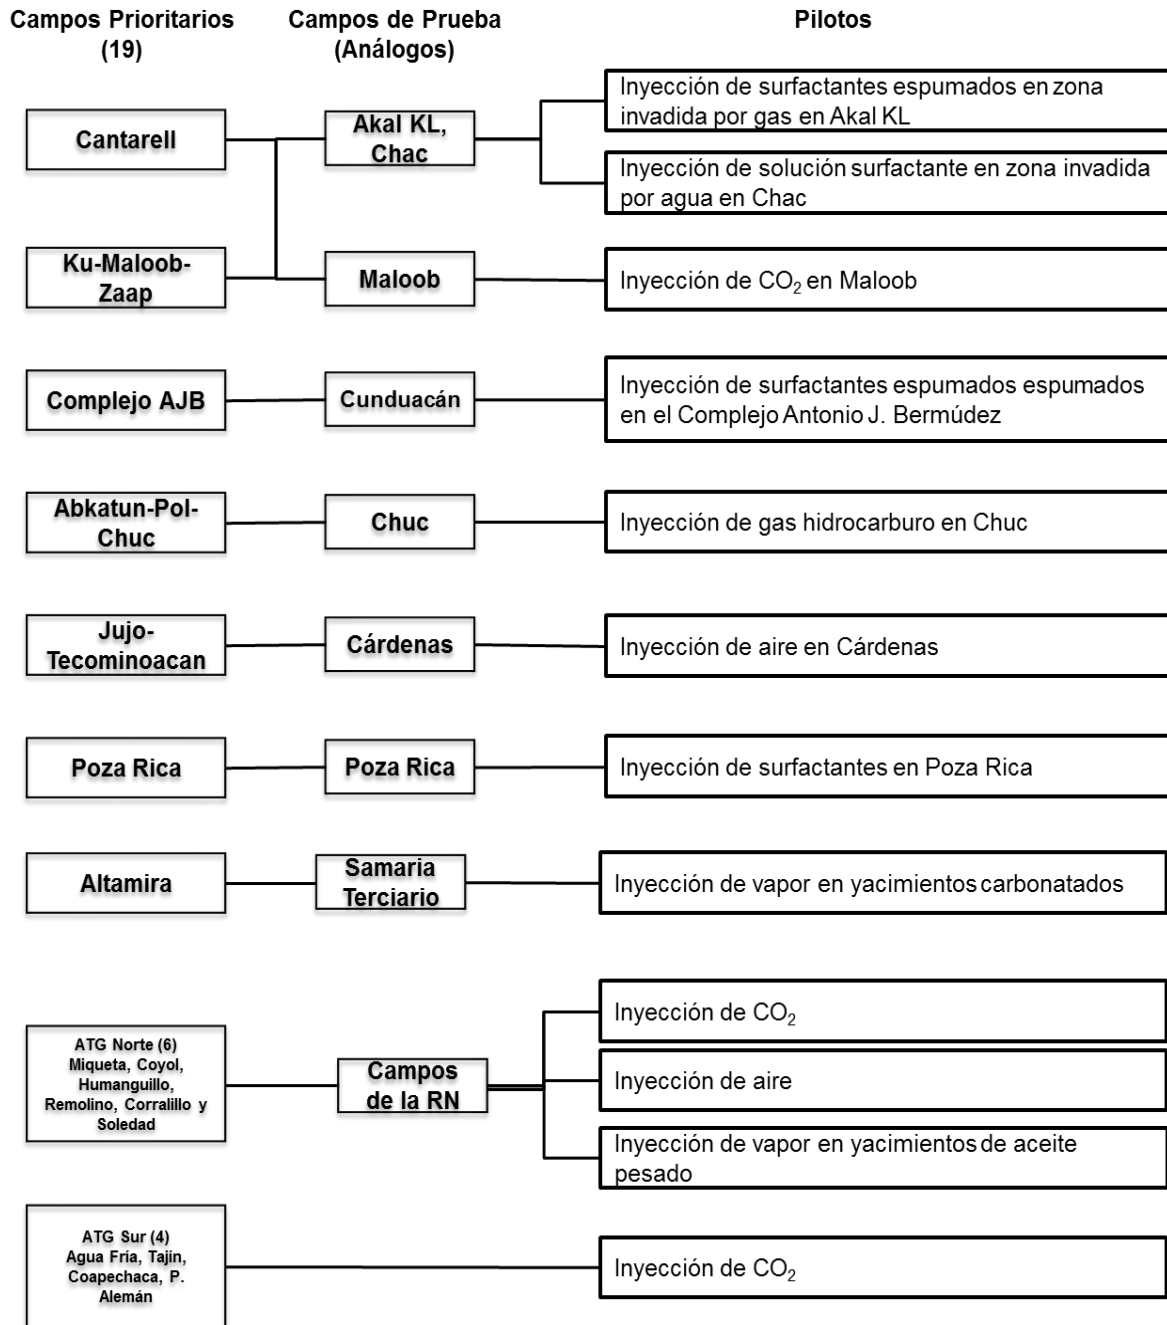 Campos Prioritarios
(19)
Campos de Prueba
(Análogos)
Pilotos
Cantarell
Akal KL,
Chac
Inyección de surfactantes espumados en zona
invadida por gas en Akal KL
Inyección de solución surfactante en zona invadida
por agua en Chac
Ku-Maloob-
Zaap
Maloob
Inyección de CO₂ en Maloob
Complejo AJB
Cunduacán
Inyección de surfactantes espumados espumados
en el Complejo Antonio J. Bermúdez
Abkatun-Pol-
Chuc
Chuc
Inyección de gas hidrocarburo en Chuc
Jujo-
Tecominoacan
Cárdenas
Inyección de aire en Cárdenas
Poza Rica
Poza Rica
Inyección de surfactantes en Poza Rica
Altamira
Samaria
Terciario
Inyección de vapor en yacimientos carbonatados
ATG Norte (6)
Miqueta, Coyol,
Humanguillo,
Remolino, Corralillo y
Soledad
Campos
de la RN
Inyección de CO₂
Inyección de aire
Inyección de vapor en yacimientos de aceite
pesado
ATG Sur (4)
Agua Fría, Tajín,
Coapechaca, P.
Alemán
Inyección de CO₂